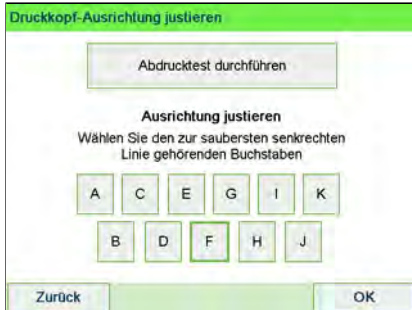 Druckkopf-Ausrichtung justieren
Abdrucktest durchführen
Ausrichtung justieren
Wählen Sie den zur saubersten senkrechten
Linie gehörenden Buchstaben
A C E G I K
B D F H J
Zurück OK